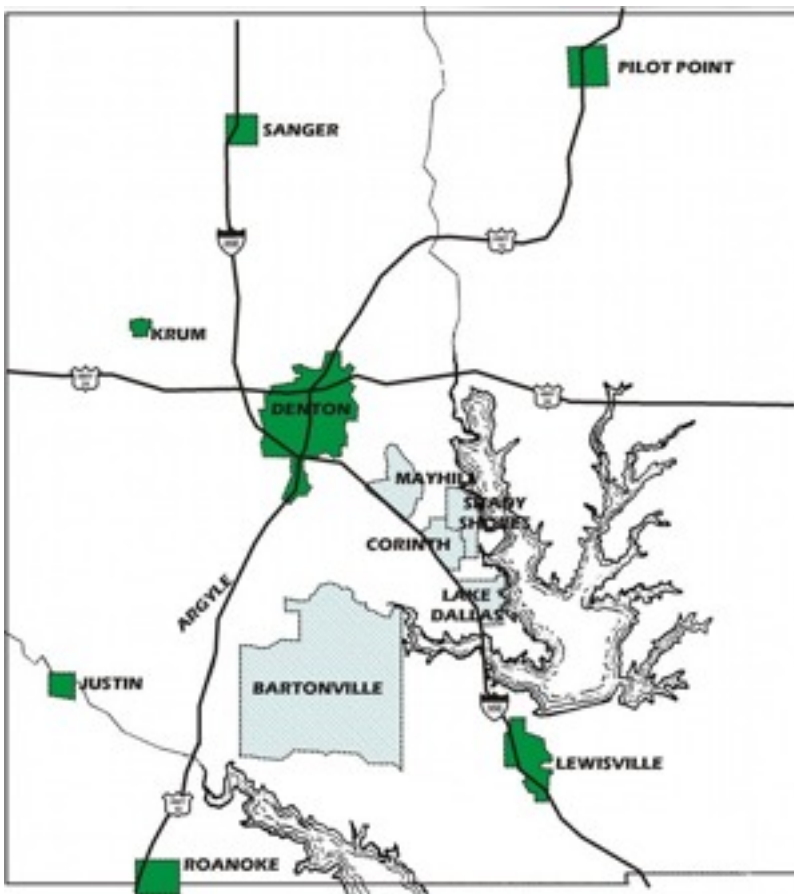 PILOT POINT
SANGER
KRUM
DENTON
MAYHILL
SHADY
SHORES
CORINTH
ARGYLE
LAKE
DALLAS
JUSTIN
BARTONVILLE
LEWISVILLE
ROANOKE